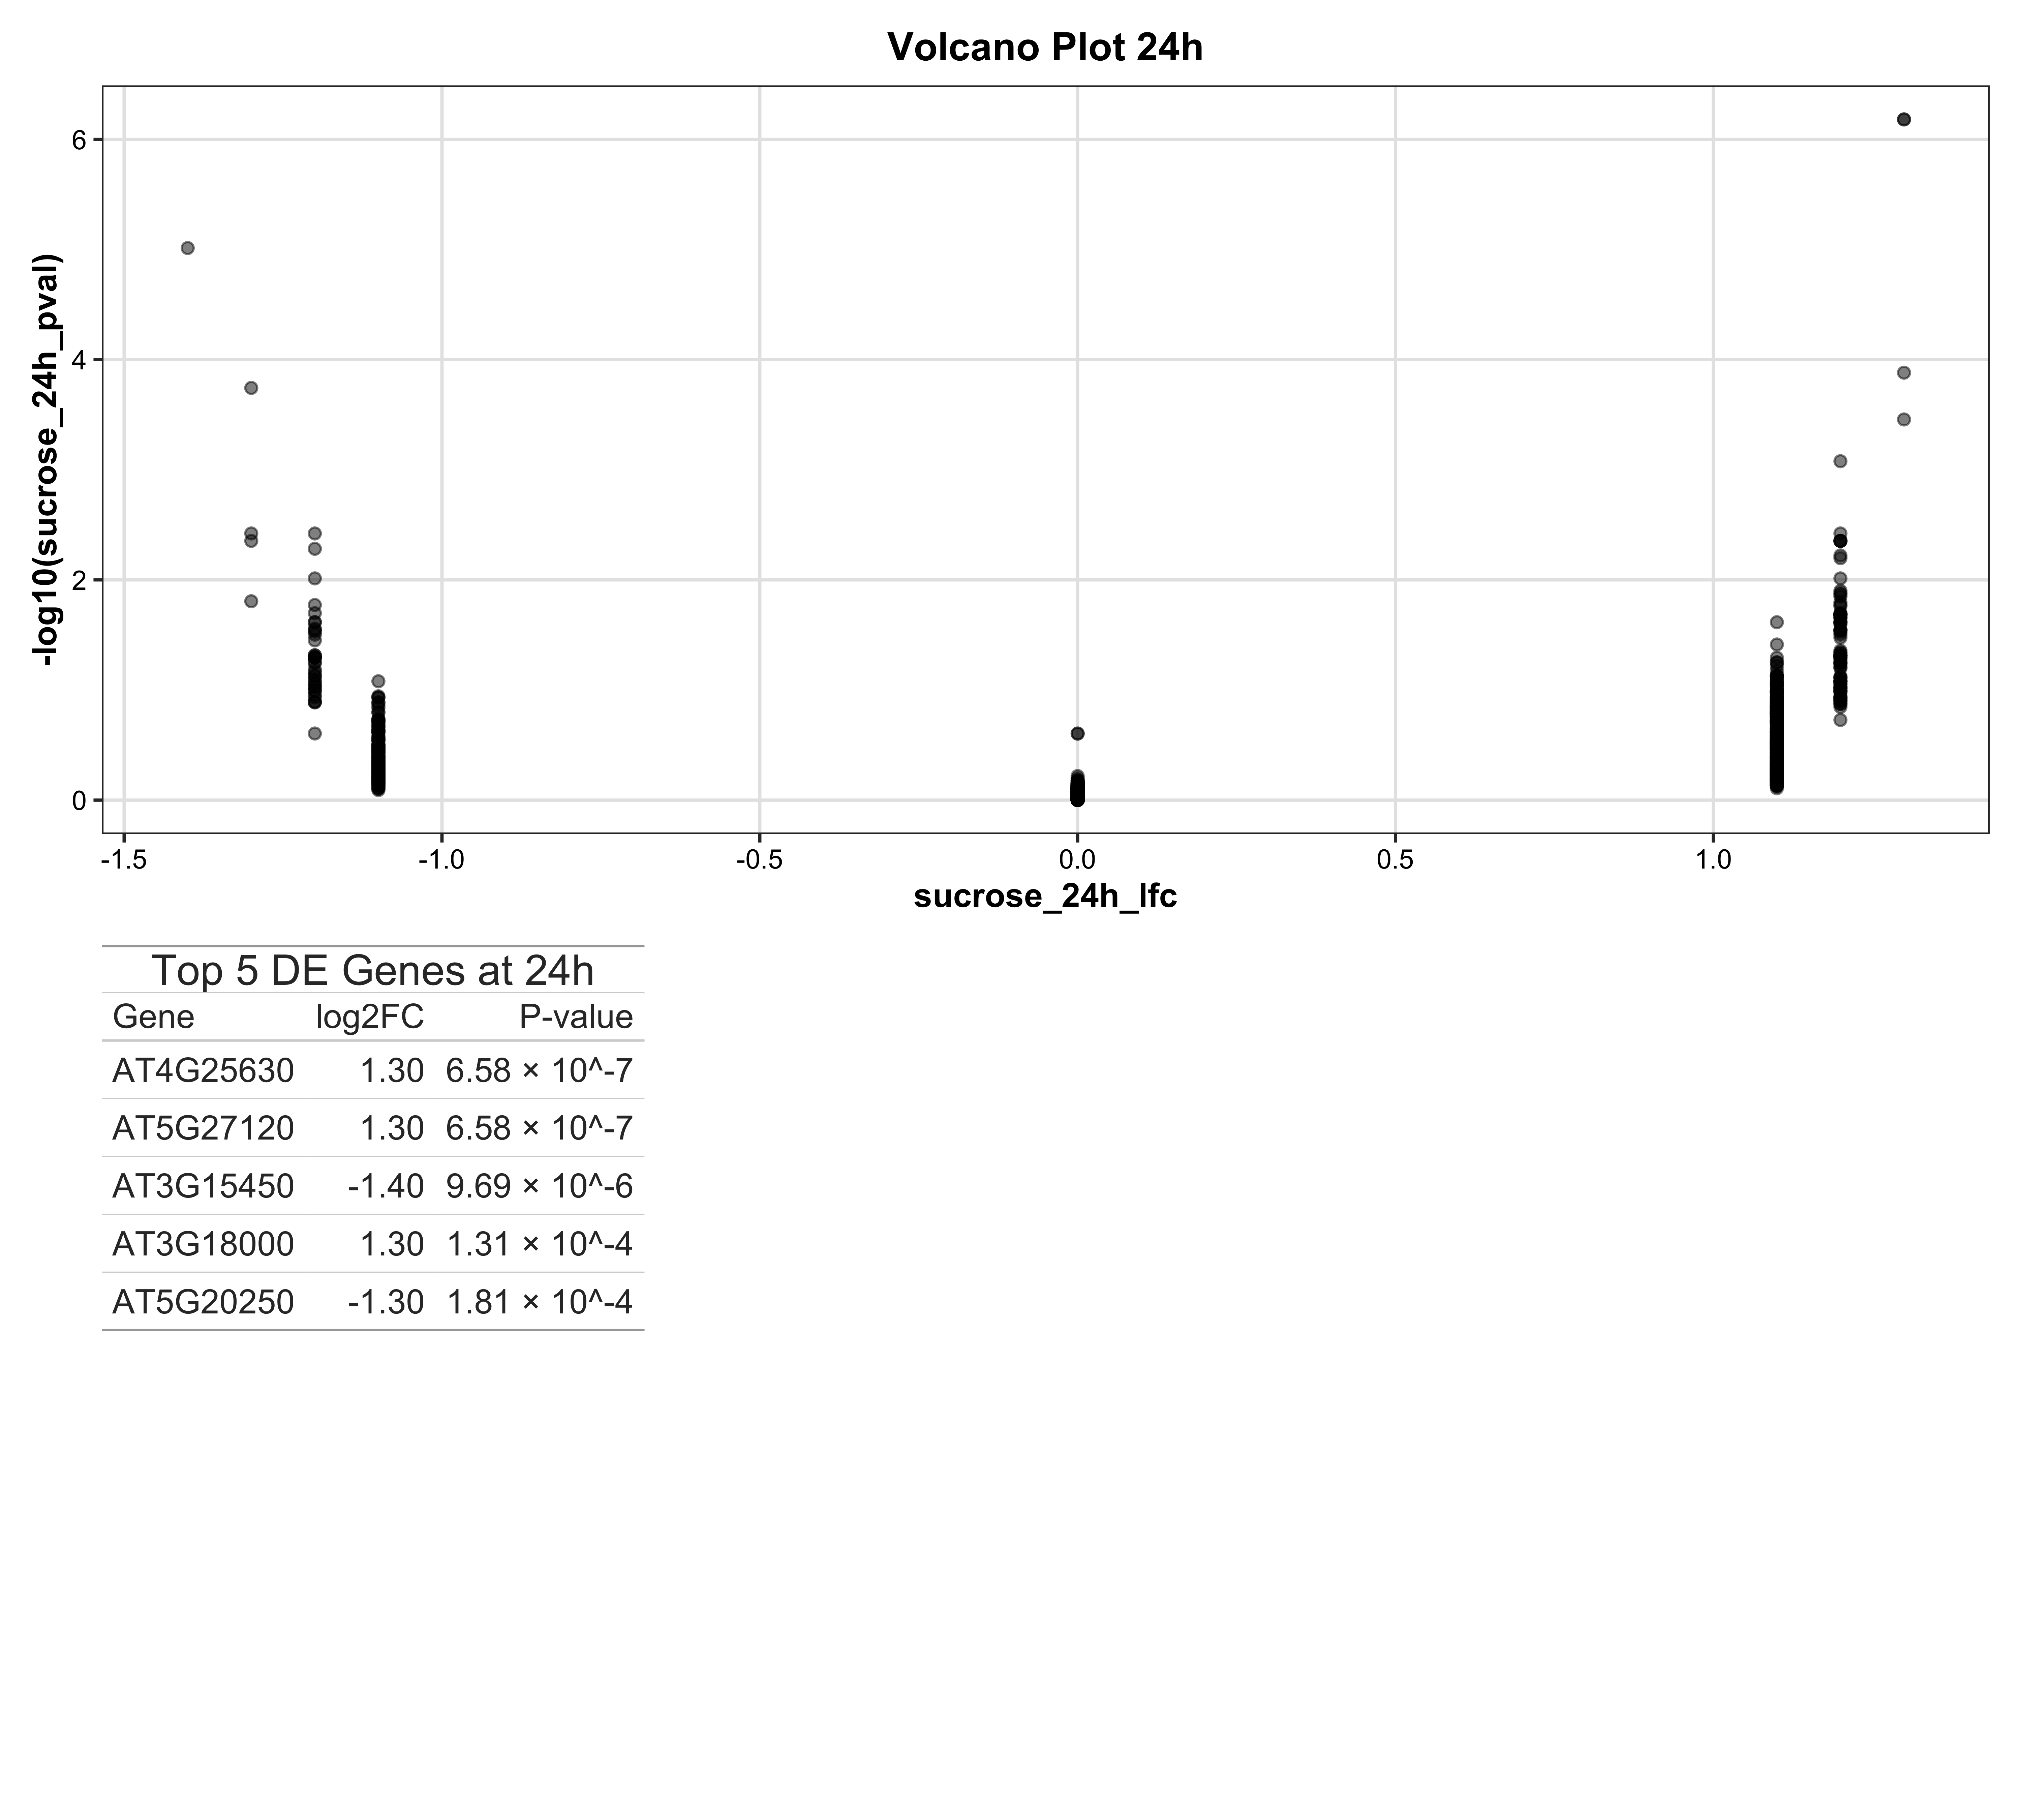 Volcano Plot 24h
-log10(sucrose_24h_pval)
6
4
2
0
-1.5 -1.0 -0.5 0.0 0.5 1.0
sucrose_24h_lfc
Top 5 DE Genes at 24h
Gene log2FC P-value
AT4G25630 1.30 6.58 × 10^-7
AT5G27120 1.30 6.58 × 10^-7
AT3G15450 -1.40 9.69 × 10^-6
AT3G18000 1.30 1.31 × 10^-4
AT5G20250 -1.30 1.81 × 10^-4